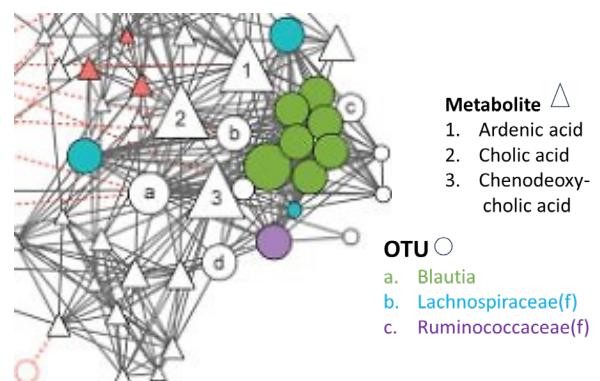 1
2
c
b
a
3
d
Metabolite
1. Ardenic acid
2. Cholic acid
3. Chenodeoxy-
cholic acid
OTU
a. Blautia
b. Lachnospiraceae(f)
c. Ruminococcaceae(f)